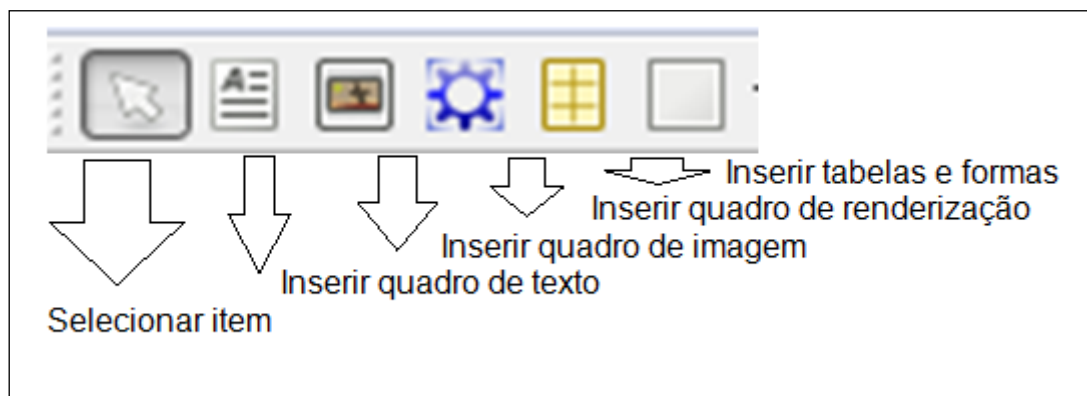 Inserir tabelas e formas
Inserir quadro de renderização
Inserir quadro de imagem
Inserir quadro de texto
Selecionar item